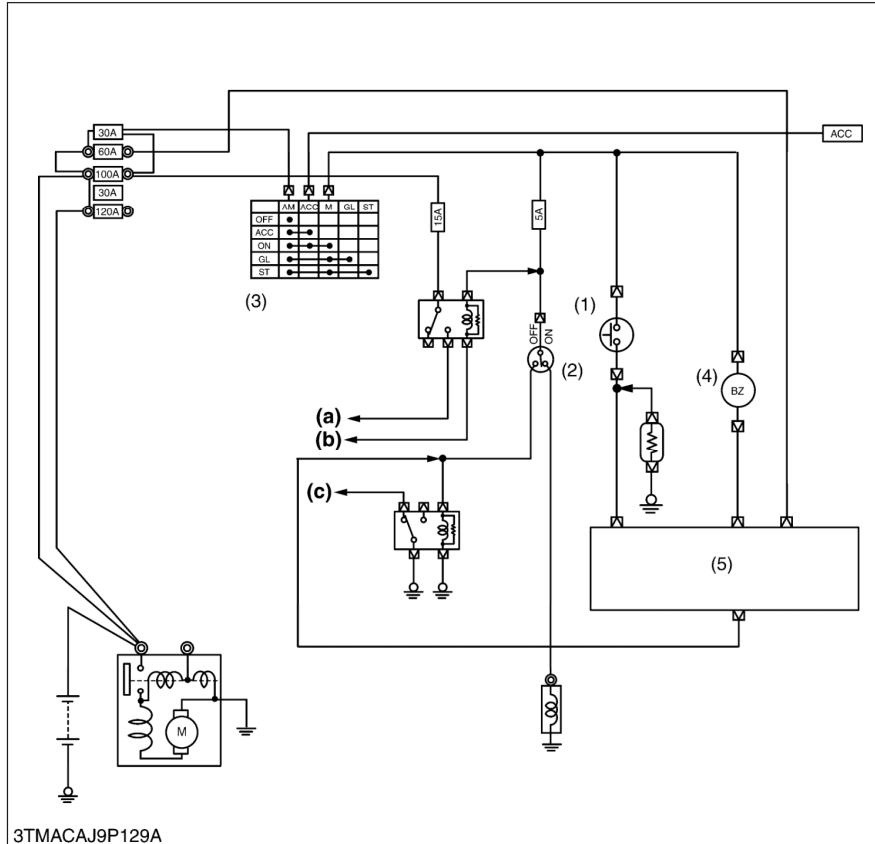 30A
60A
100A
30A
120A
ACC
AM ACC M GL ST
OFF
ACC
ON
GL
ST
(3)
15A
5A
OFF
ON
(1)
(2)
(4)
BZ
(a)
(b)
(c)
(5)
M
3TMACAJ9P129A